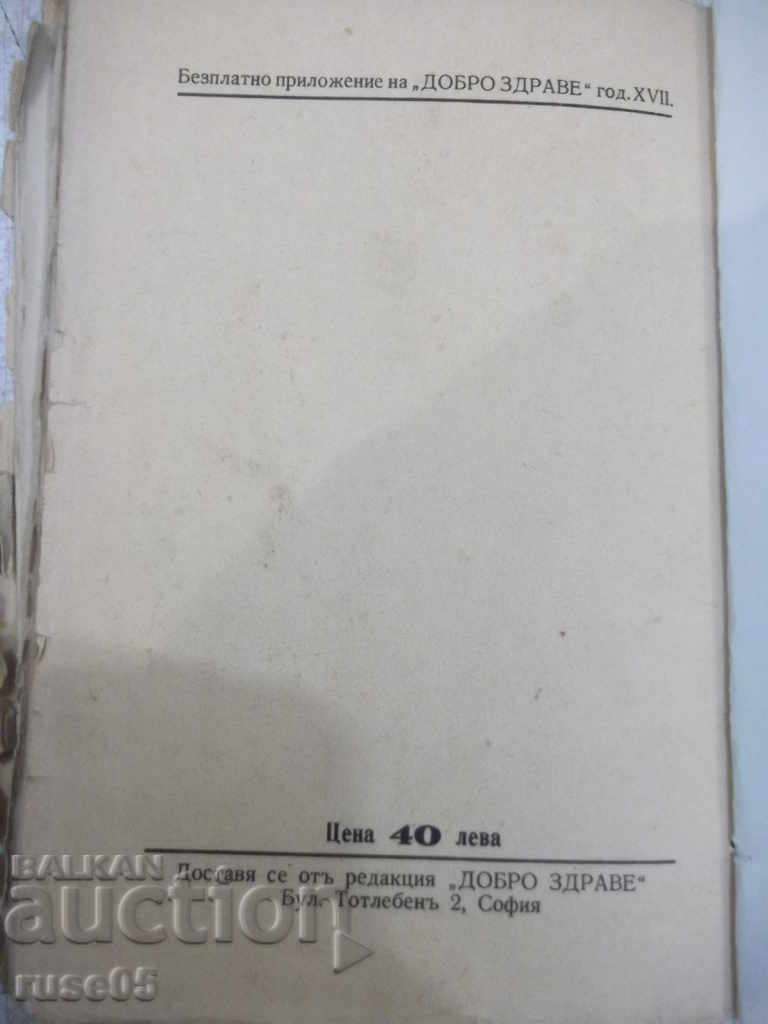 Безплатно приложение на „ДОБРО ЗДРАВЕ“ год. XVII.
Цена 40 лева
Доставя се отъ редакция „ДОБРО ЗДРАВЕ“
Бул. Тотлебенъ 2, София
BALKAN
auction
ruse05